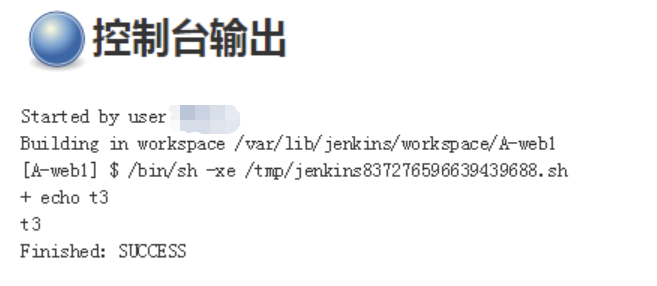 控制台输出
Started by user
Building in workspace /var/lib/jenkins/workspace/A-web1
[A-web1] $ /bin/sh -xe /tmp/jenkins837276596639439688.sh
+ echo t3
t3
Finished: SUCCESS